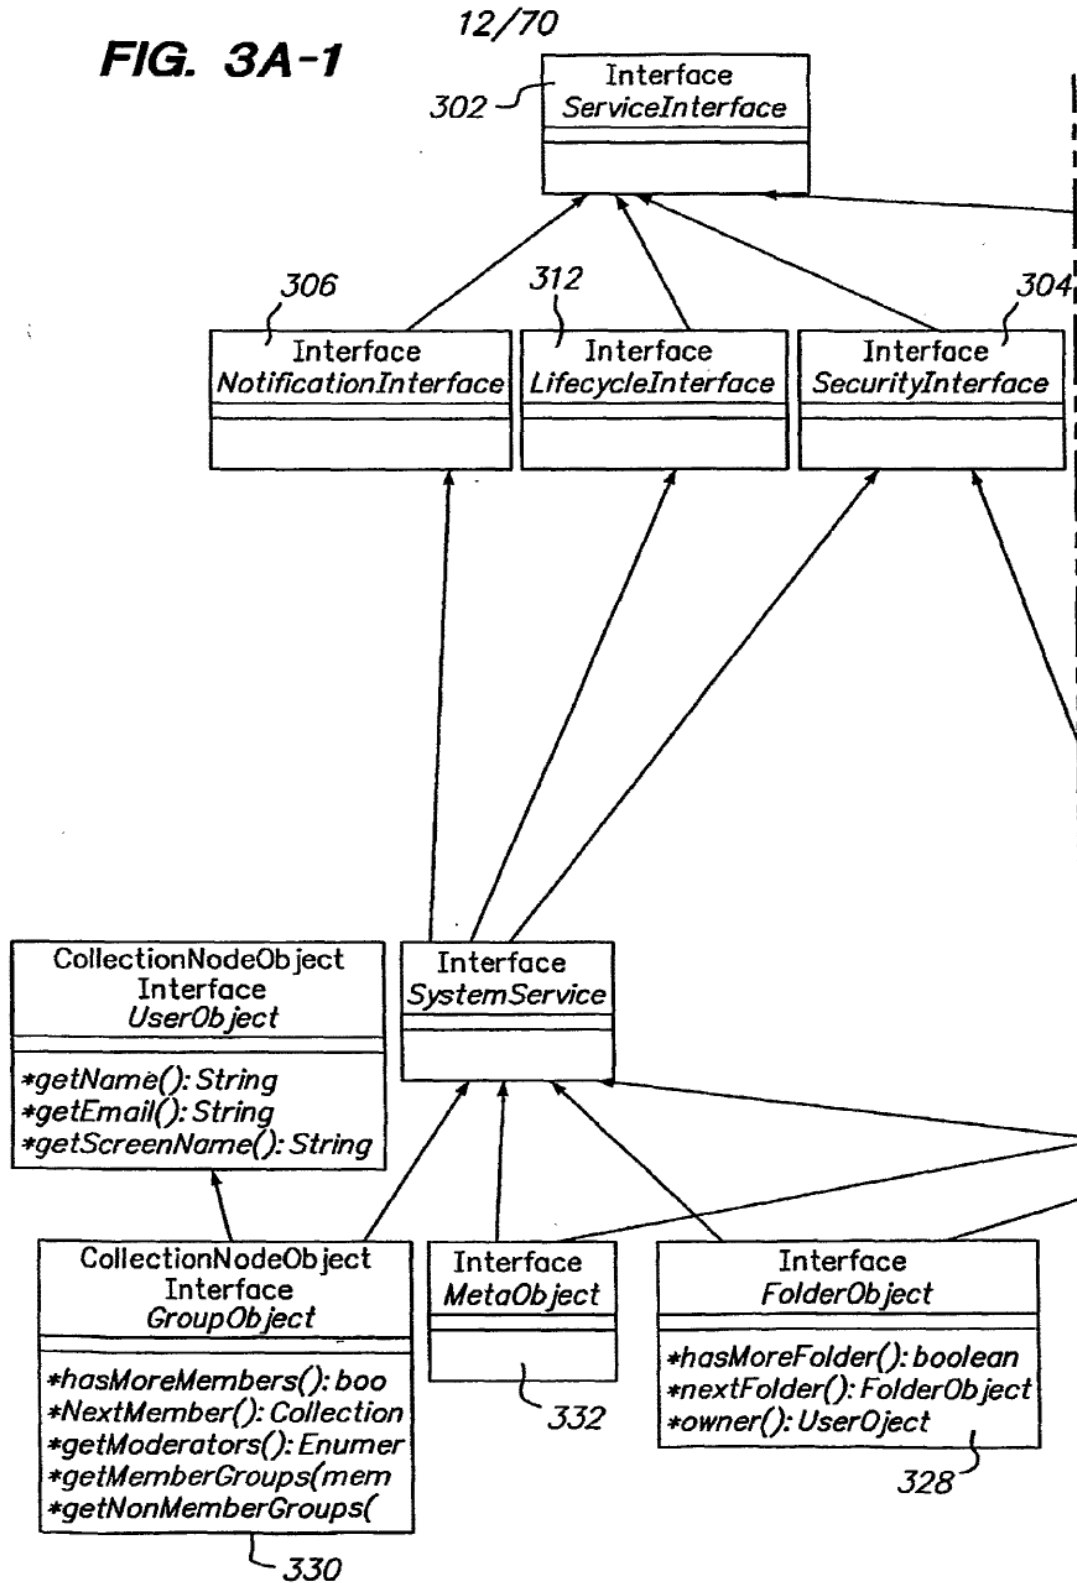 12/70
FIG. 3A-1
Interface
ServiceInterface
302
306
312
304
Interface
NotificationInterface
Interface
LifecycleInterface
Interface
SecurityInterface
CollectionNodeObject
Interface
UserObject
*getName(): String
*getEmail(): String
*getScreenName(): String
Interface
SystemService
CollectionNodeObject
Interface
GroupObject
*hasMoreMembers(): boo
*NextMember(): Collection
*getModerators(): Enumer
*getMemberGroups(mem
*getNonMemberGroups(
330
Interface
MetaObject
332
Interface
FolderObject
*hasMoreFolder(): boolean
*nextFolder(): FolderObject
*owner(): UserOject
328